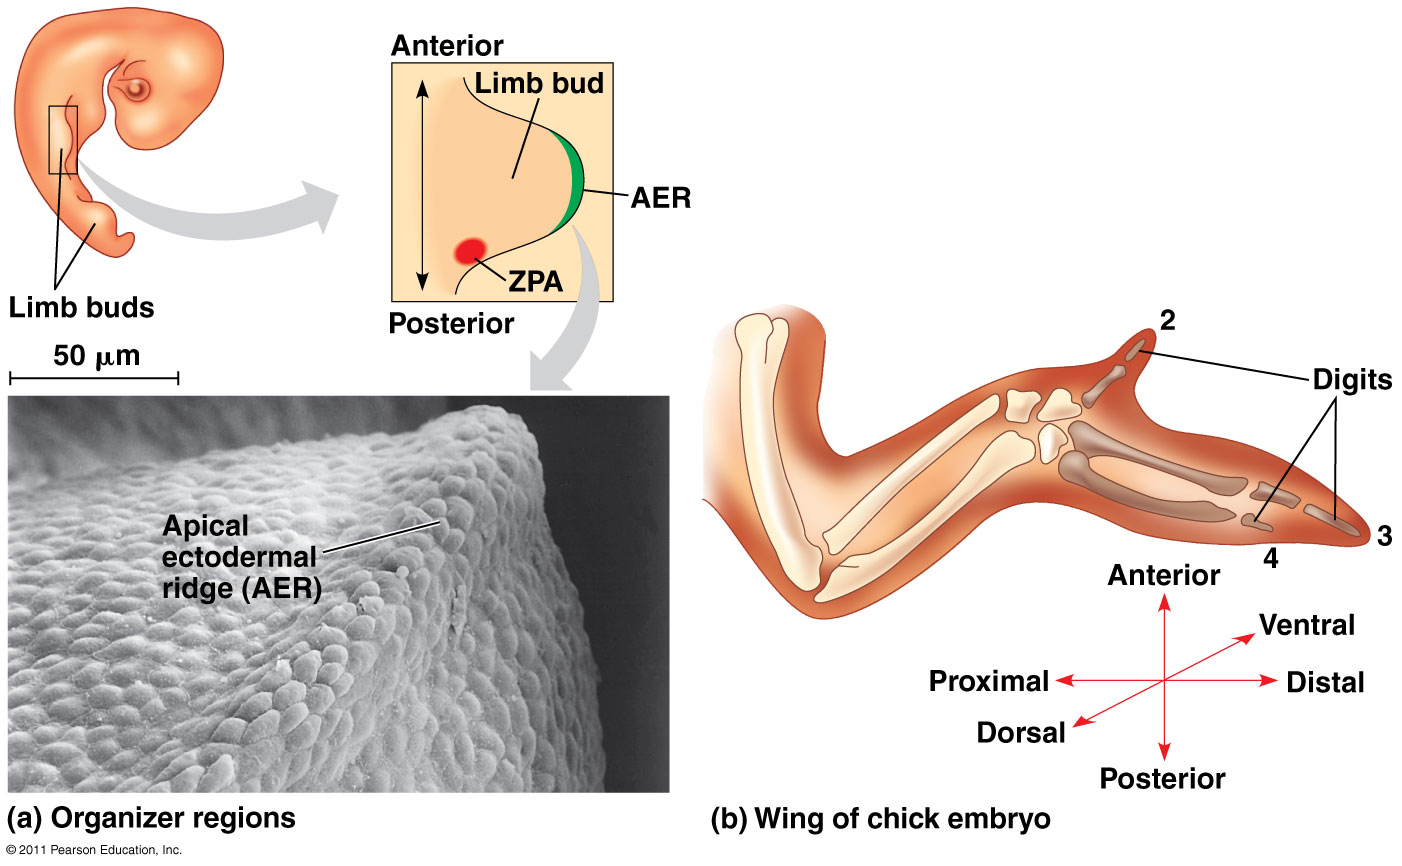 Anterior
Limb bud
AER
ZPA
Posterior
Limb buds
50 μm
Apical
ectodermal
ridge (AER)
(a) Organizer regions
2
Digits
3
4
Anterior
Ventral
Proximal
Distal
Dorsal
Posterior
(b) Wing of chick embryo
© 2011 Pearson Education, Inc.